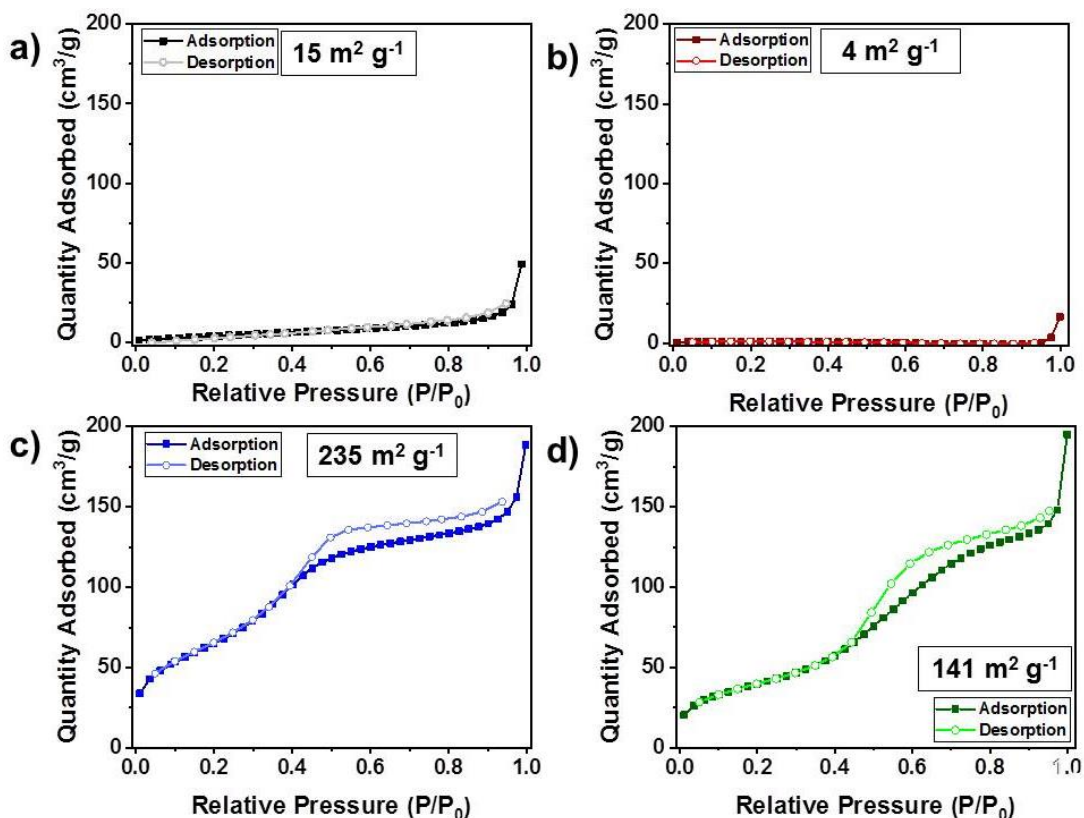 a)
Adsorption
Desorption
15 m² g⁻¹
Quantity Adsorbed (cm³/g)
200
150
100
50
0
0.0 0.2 0.4 0.6 0.8 1.0
Relative Pressure (P/P₀)
b)
Adsorption
Desorption
4 m² g⁻¹
Quantity Adsorbed (cm³/g)
200
150
100
50
0
0.0 0.2 0.4 0.6 0.8 1.0
Relative Pressure (P/P₀)
c)
Adsorption
Desorption
235 m² g⁻¹
Quantity Adsorbed (cm³/g)
200
150
100
50
0
0.0 0.2 0.4 0.6 0.8 1.0
Relative Pressure (P/P₀)
d)
Quantity Adsorbed (cm³/g)
200
150
100
50
0
141 m² g⁻¹
Adsorption
Desorption
0.0 0.2 0.4 0.6 0.8 1.0
Relative Pressure (P/P₀)